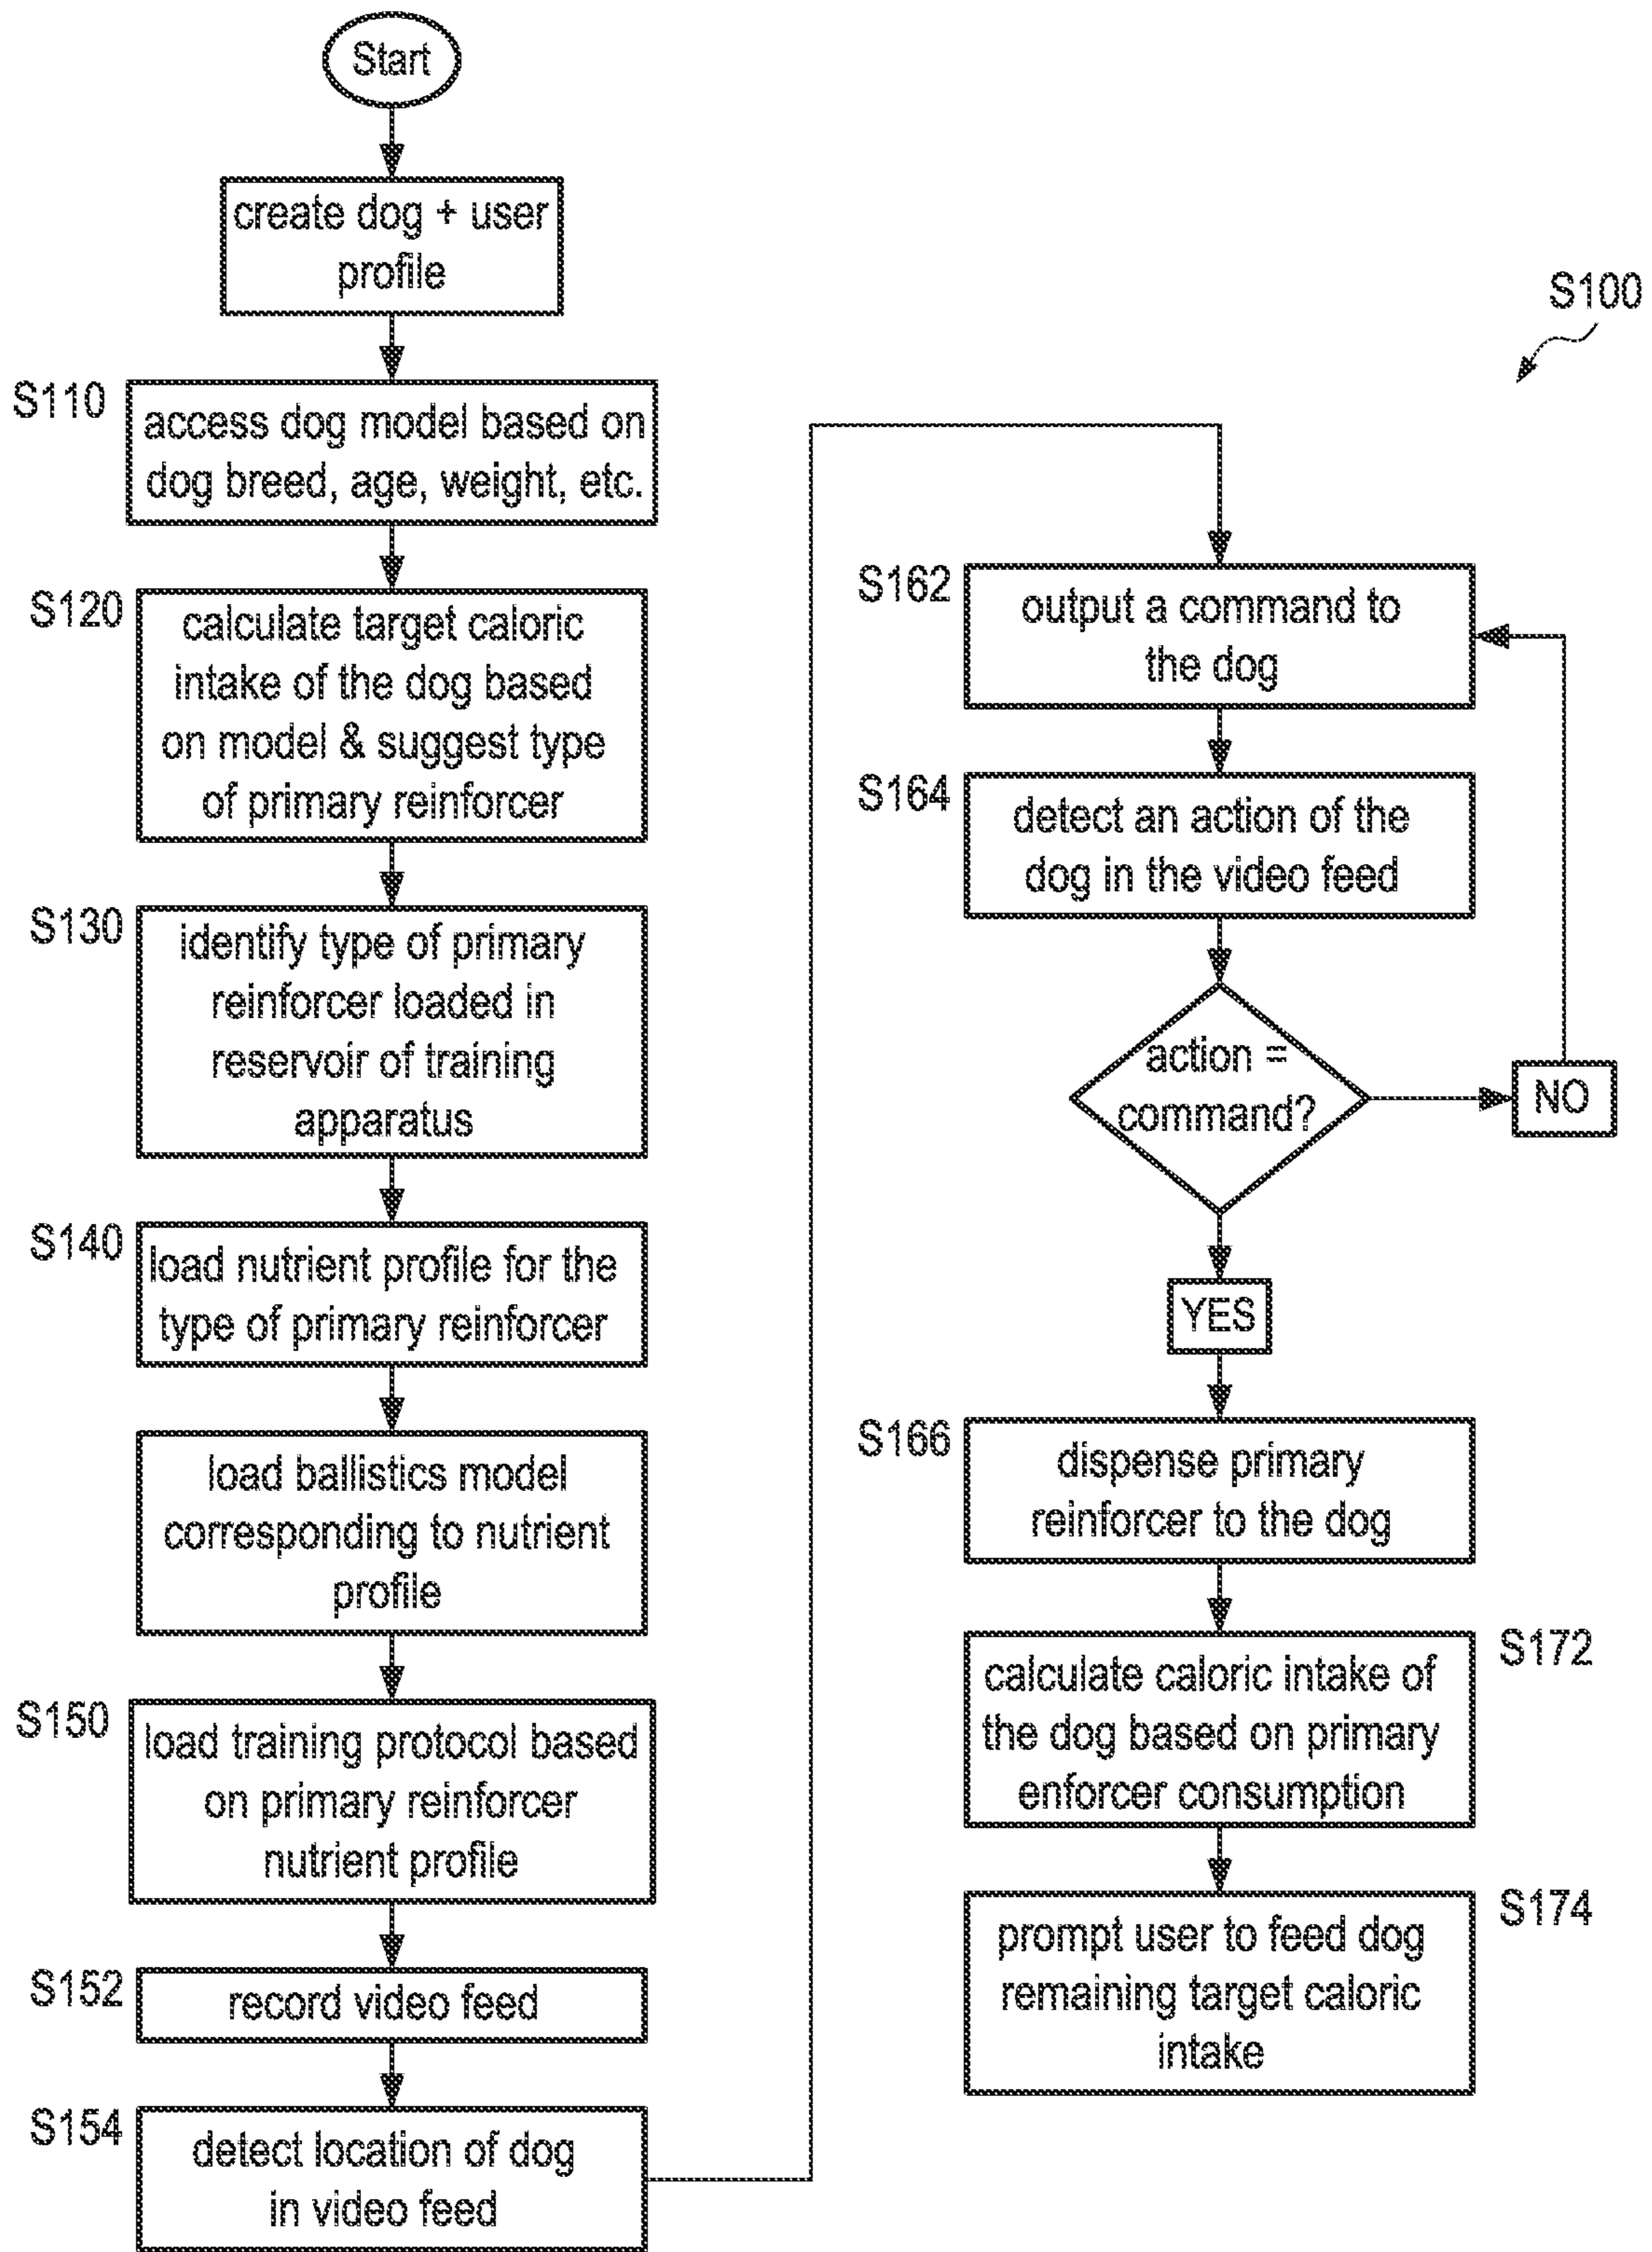 Start
create dog + user
profile
S110
access dog model based on
dog breed, age, weight, etc.
S120
calculate target caloric
intake of the dog based
on model & suggest type
of primary reinforcer
S130
identify type of primary
reinforcer loaded in
reservoir of training
apparatus
S140
load nutrient profile for the
type of primary reinforcer
load ballistics model
corresponding to nutrient
profile
S150
load training protocol based
on primary reinforcer
nutrient profile
S152
record video feed
S154
detect location of dog
in video feed
S100
S162
output a command to
the dog
S164
detect an action of the
dog in the video feed
action =
command?
NO
YES
S166
dispense primary
reinforcer to the dog
S172
calculate caloric intake of
the dog based on primary
enforcer consumption
S174
prompt user to feed dog
remaining target caloric
intake